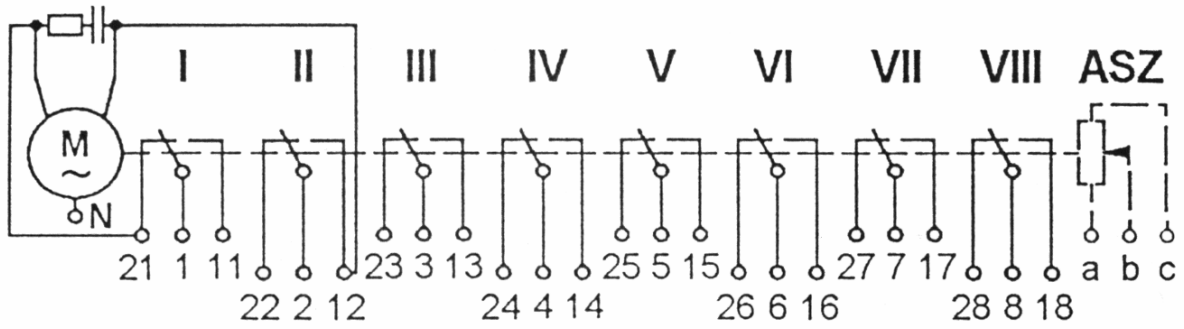 I II III IV V VI VII VIII ASZ
M
~
N
21 1 11 23 3 13 25 5 15 27 7 17 a b c
22 2 12 24 4 14 26 6 16 28 8 18